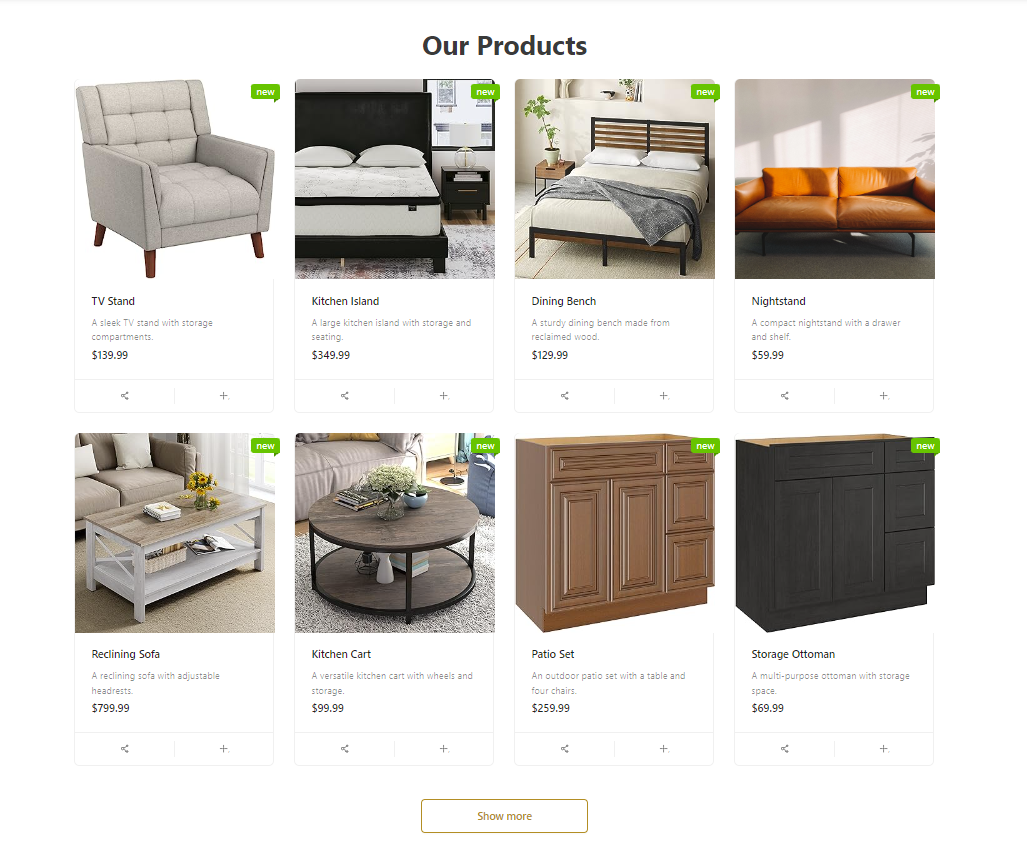 Our Products
new
new
new
new
TV Stand
A sleek TV stand with storage
compartments.
$139.99
Kitchen Island
A large kitchen island with storage and
seating.
$349.99
Dining Bench
A sturdy dining bench made from
reclaimed wood.
$129.99
Nightstand
A compact nightstand with a drawer
and shelf.
$59.99
new
new
new
new
Reclining Sofa
A reclining sofa with adjustable
headrests.
$799.99
Kitchen Cart
A versatile kitchen cart with wheels and
storage.
$99.99
Patio Set
An outdoor patio set with a table and
four chairs.
$259.99
Storage Ottoman
A multi-purpose ottoman with storage
space.
$69.99
Show more